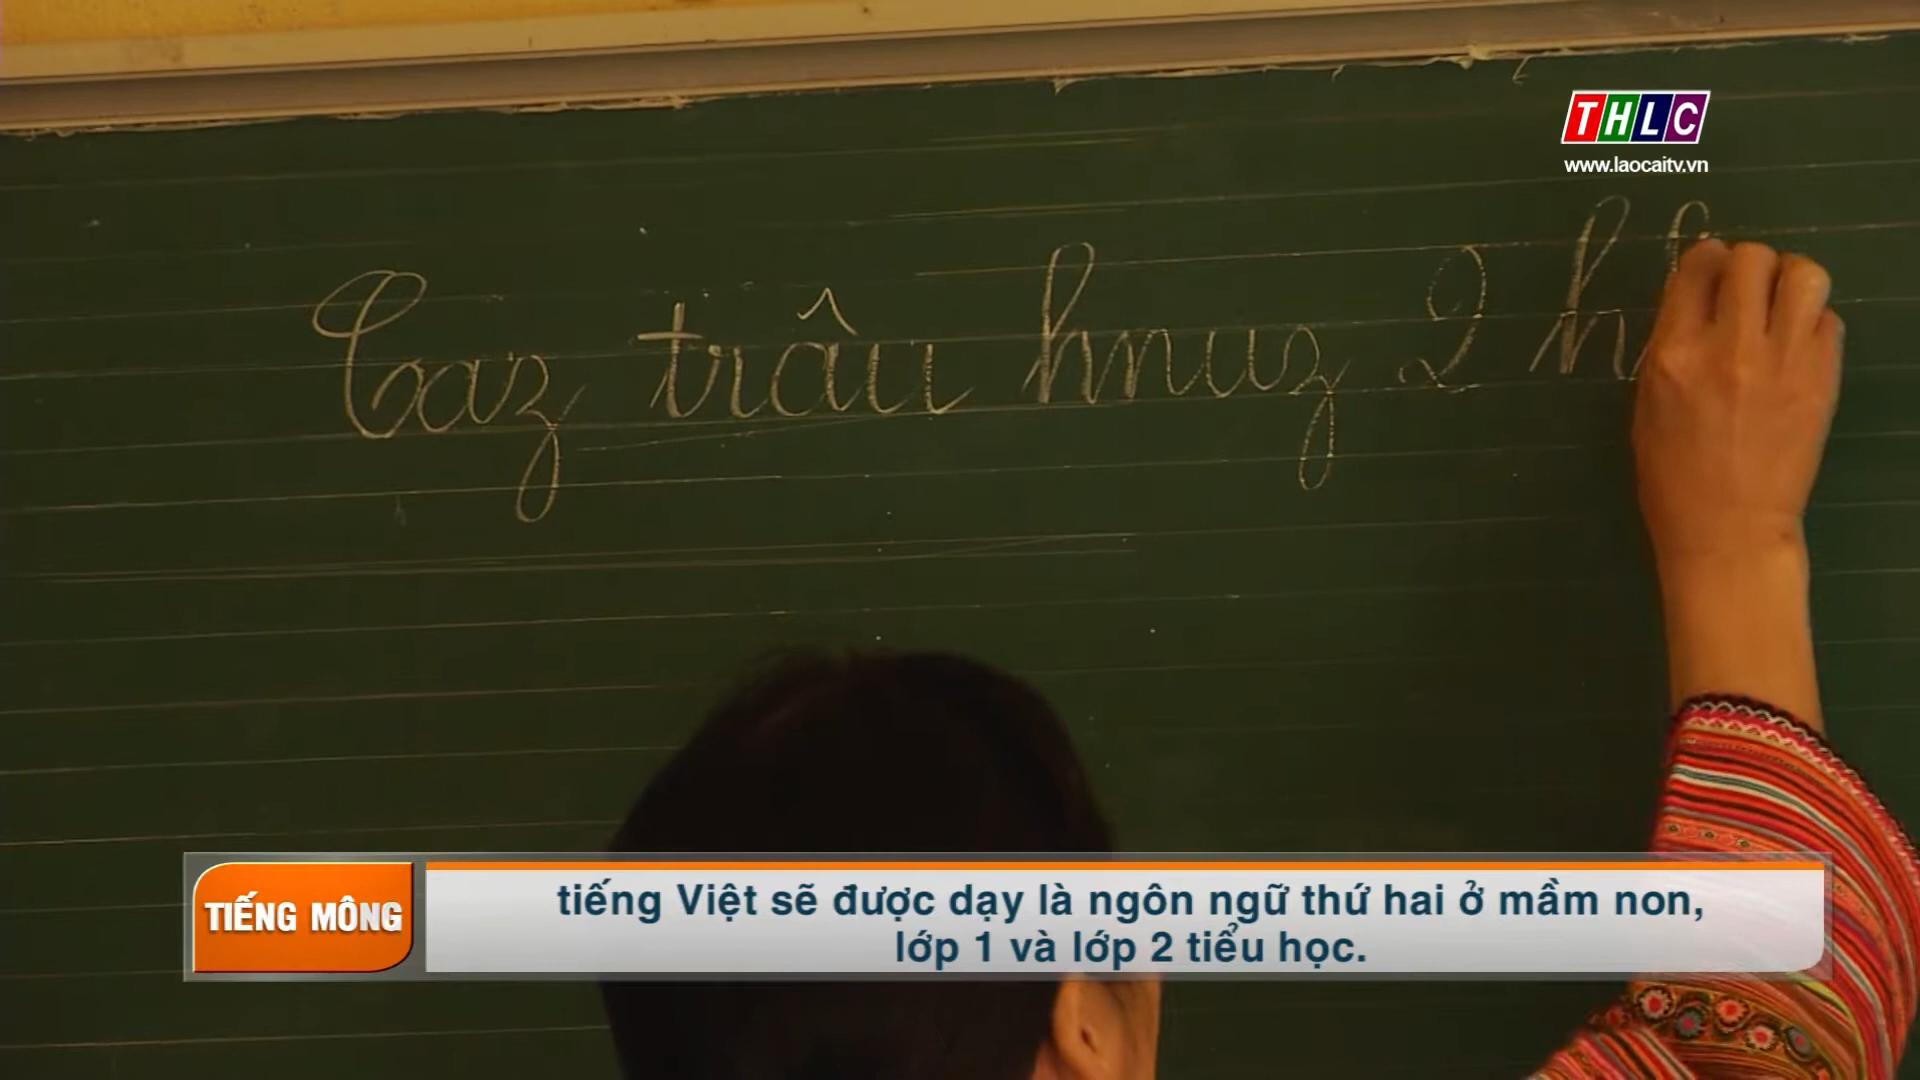 THLC
www.laocaitv.vn
Caz trâu hnuz 2 h
TIẾNG MÔNG
tiếng Việt sẽ được dạy là ngôn ngữ thứ hai ở mầm non,
lớp 1 và lớp 2 tiểu học.